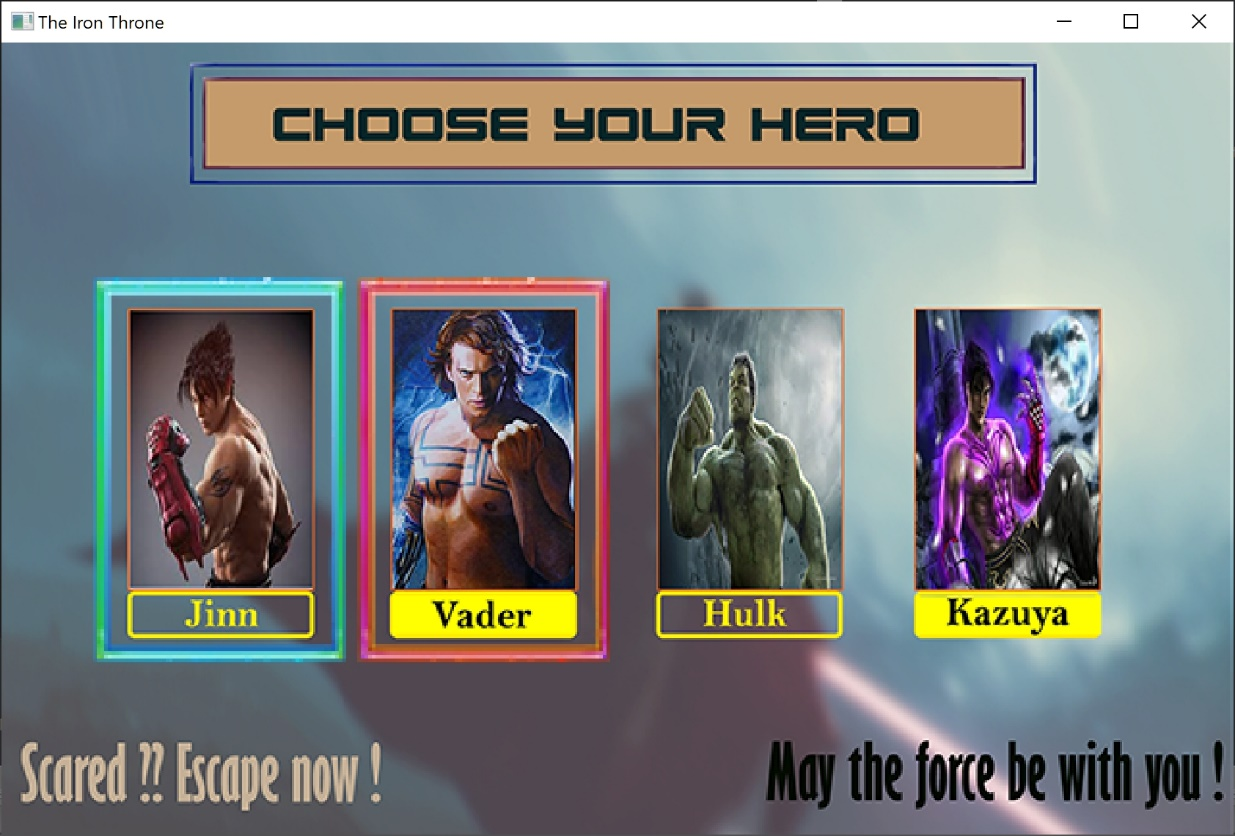 The Iron Throne
CHOOSE YOUR HERO
Jinn
Vader
Hulk
Kazuya
Scared ?? Escape now !
May the force be with you !